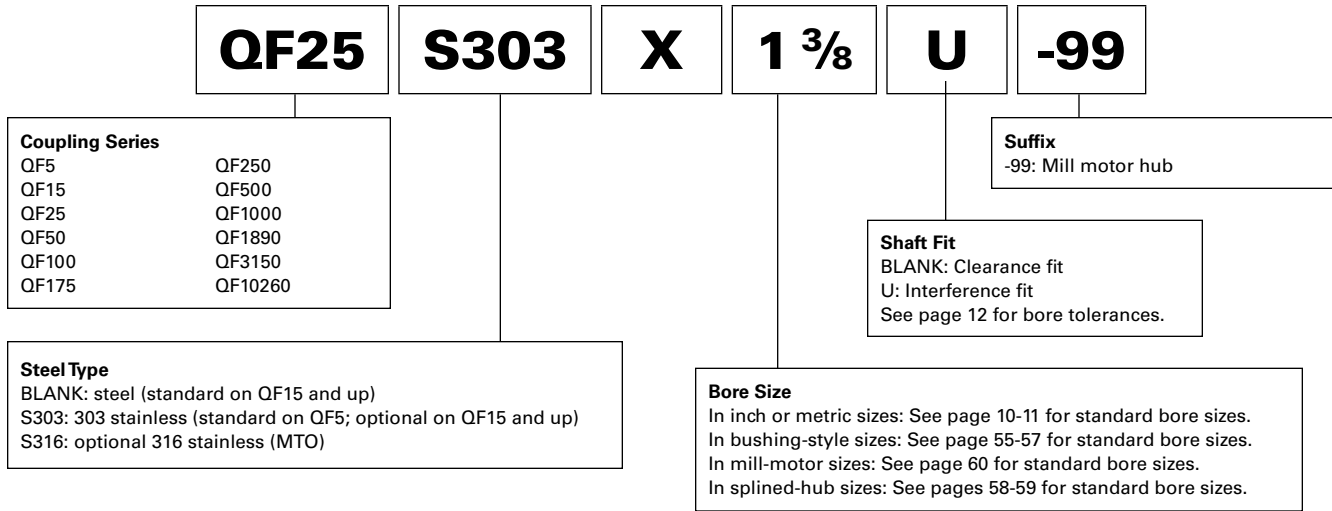 QF25 S303 X 1 ⅜ U -99
Coupling Series
QF5 QF250
QF15 QF500
QF25 QF1000
QF50 QF1890
QF100 QF3150
QF175 QF10260
Suffix
-99: Mill motor hub
Shaft Fit
BLANK: Clearance fit
U: Interference fit
See page 12 for bore tolerances.
Steel Type
BLANK: steel (standard on QF15 and up)
S303: 303 stainless (standard on QF5; optional on QF15 and up)
S316: optional 316 stainless (MTO)
Bore Size
In inch or metric sizes: See page 10-11 for standard bore sizes.
In bushing-style sizes: See page 55-57 for standard bore sizes.
In mill-motor sizes: See page 60 for standard bore sizes.
In splined-hub sizes: See pages 58-59 for standard bore sizes.